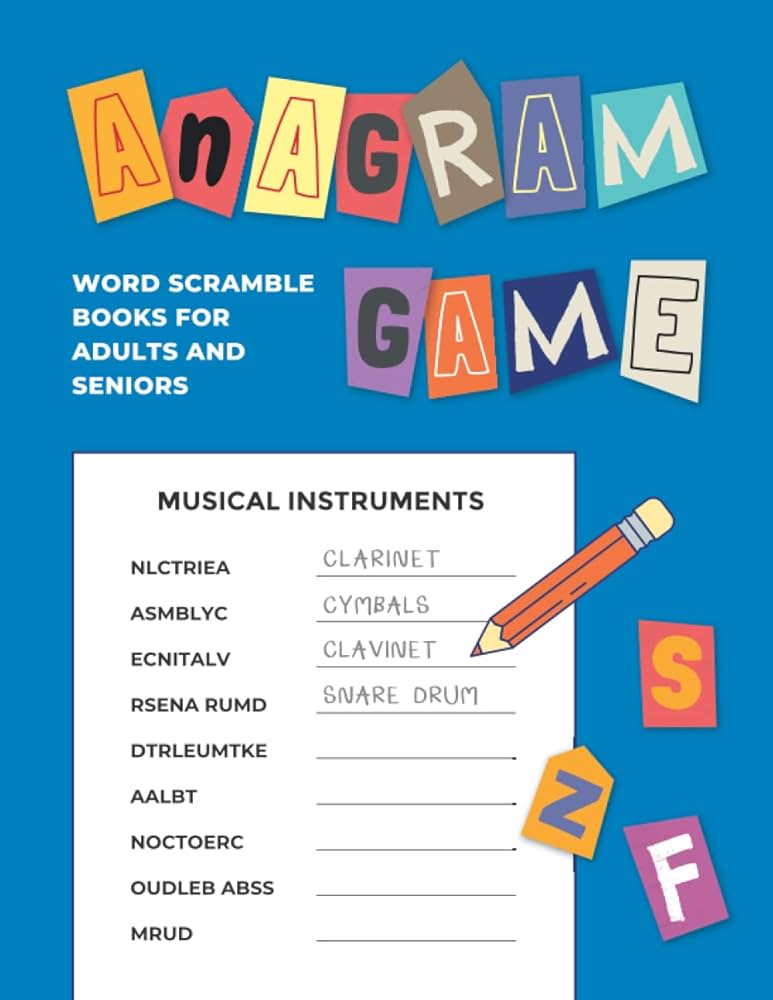 AnAGRAM
GAME
WORD SCRAMBLE
BOOKS FOR
ADULTS AND
SENIORS
MUSICAL INSTRUMENTS
NLCTRIEA CLARINET
ASMBLYC CYMBALS
ECNITALV CLAVINET
RSENA RUMD SNARE DRUM
DTRLEUMTKE
AALBT
NOCTOERC
OUDLEB ABSS
MRUD
S
Z
F